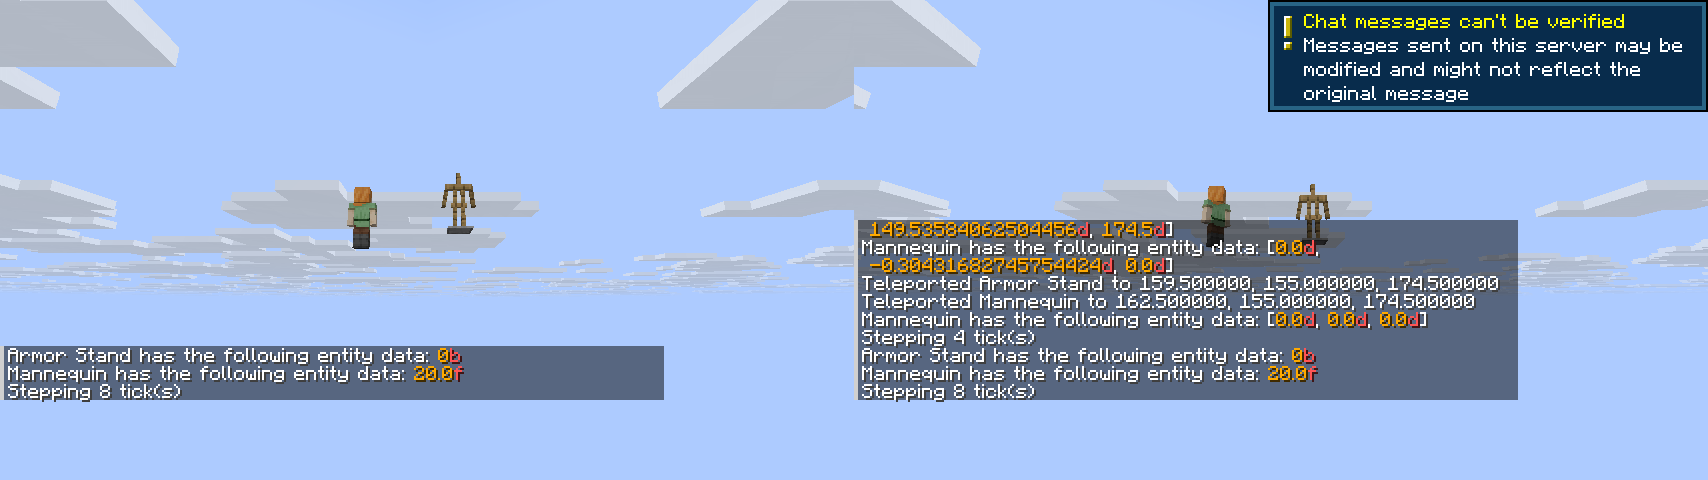 Chat messages can't be verified
Messages sent on this server may be
modified and might not reflect the
original message
Armor Stand has the following entity data: 0b
Mannequin has the following entity data: 20.0f
Stepping 8 tick(s)
149.53584062504456d, 174.5d]
Mannequin has the following entity data: [0.0d,
-0.304316827457544​24d, 0.0d]
Teleported Armor Stand to 159.500000, 155.000000, 174.500000
Teleported Mannequin to 162.500000, 155.000000, 174.500000
Mannequin has the following entity data: [0.0d, 0.0d, 0.0d]
Stepping 4 tick(s)
Armor Stand has the following entity data: 0b
Mannequin has the following entity data: 20.0f
Stepping 8 tick(s)